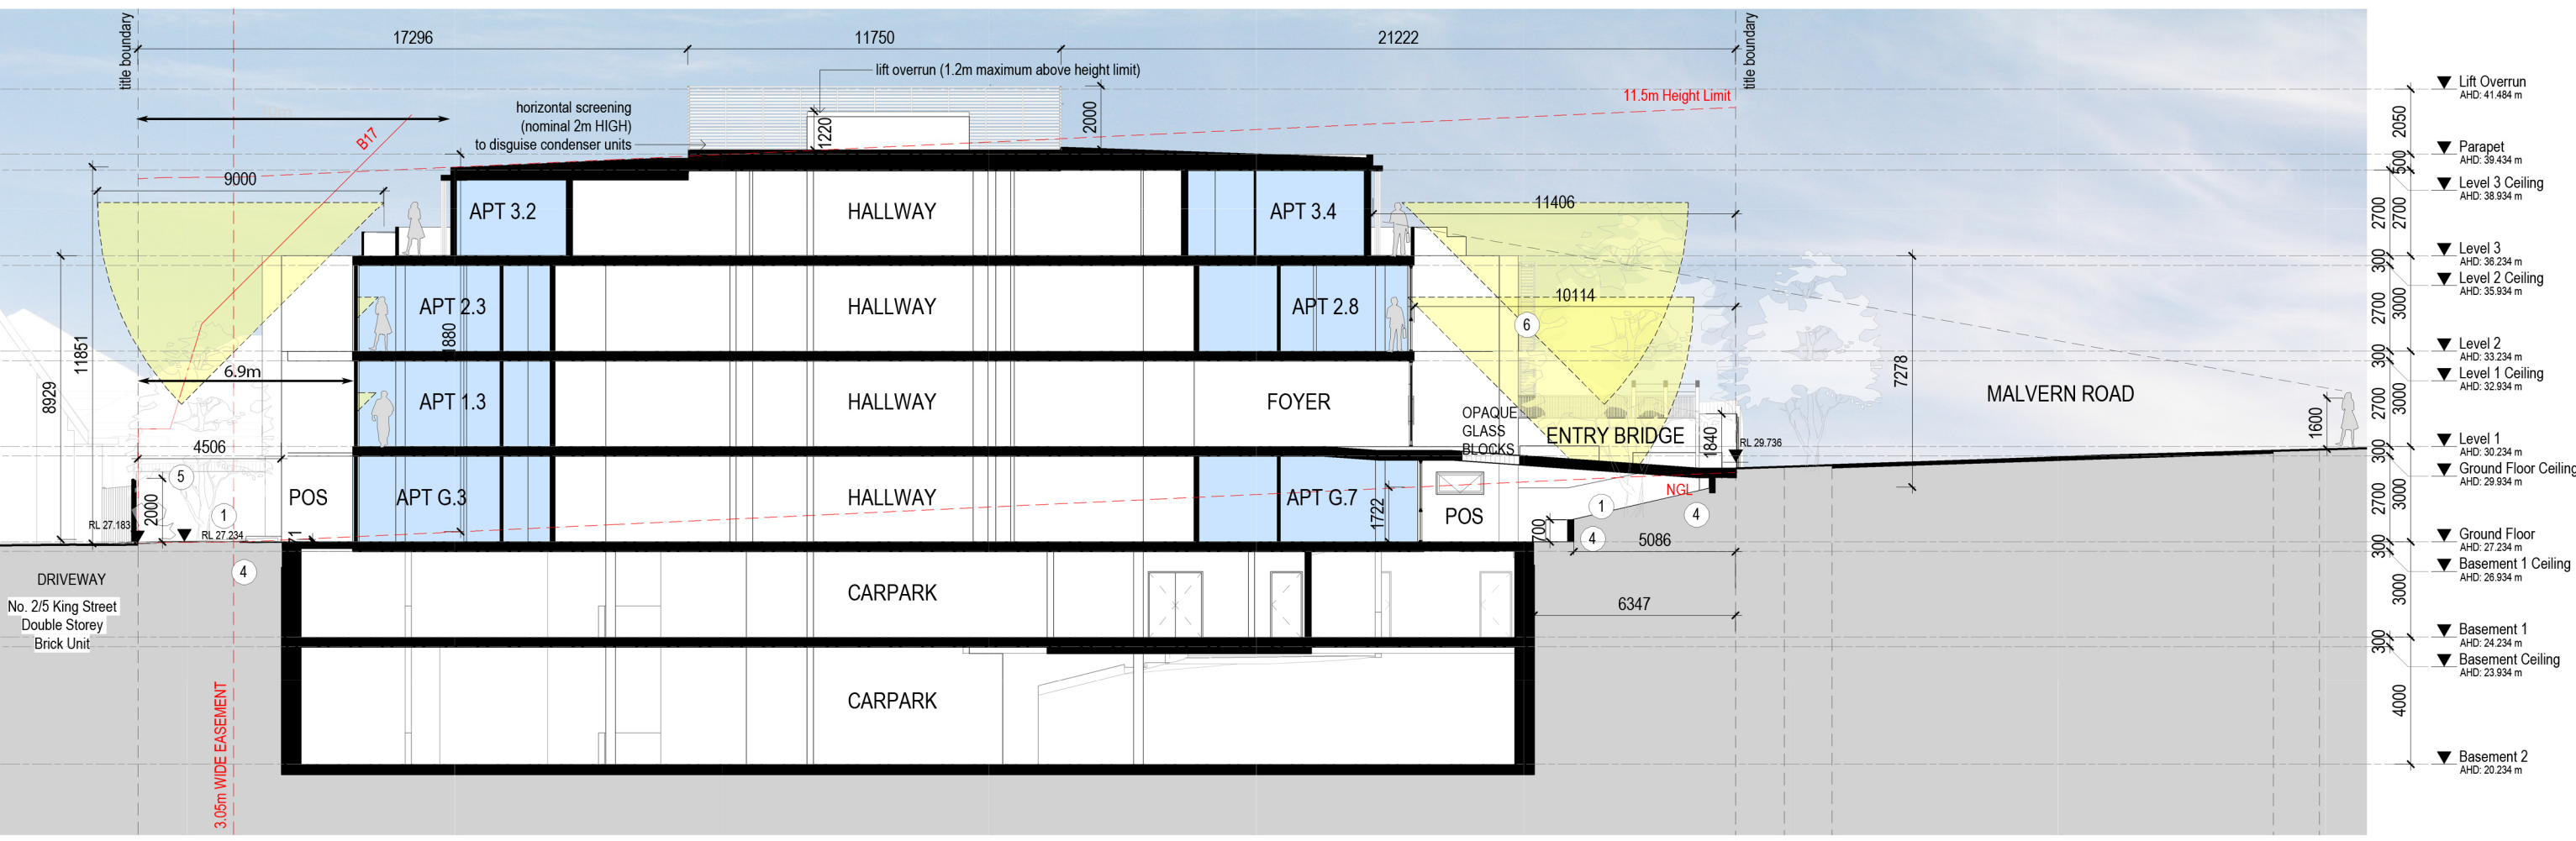 title boundary
17296
11750
21222
title boundary
lift overrun (1.2m maximum above height limit)
horizontal screening
(nominal 2m HIGH)
to disguise condenser units
1220
2000
11.5m Height Limit
B17
9000
APT 3.2
HALLWAY
APT 3.4
11406
APT 2.3
1880
HALLWAY
APT 2.8
10114
6
11851
8929
6.9m
APT 1.3
HALLWAY
FOYER
7278
MALVERN ROAD
OPAQUE
GLASS
BLOCKS
ENTRY BRIDGE
1840
RL 29.736
1600
4506
5
2000
1
RL 27.183
RL 27.234
POS
APT G.3
HALLWAY
APT G.7
1722
POS
NGL
1
4
700
4
5086
4
DRIVEWAY
No. 2/5 King Street
Double Storey
Brick Unit
CARPARK
6347
CARPARK
3.05m WIDE EASEMENT
Lift Overrun
AHD: 41.484 m
2050
Parapet
AHD: 39.434 m
500
Level 3 Ceiling
AHD: 38.934 m
2700
2700
Level 3
AHD: 36.234 m
300
Level 2 Ceiling
AHD: 35.934 m
2700
3000
Level 2
AHD: 33.234 m
300
Level 1 Ceiling
AHD: 32.934 m
2700
3000
Level 1
AHD: 30.234 m
300
Ground Floor Ceiling
AHD: 29.934 m
2700
3000
Ground Floor
AHD: 27.234 m
300
Basement 1 Ceiling
AHD: 26.934 m
3000
Basement 1
AHD: 24.234 m
300
Basement Ceiling
AHD: 23.934 m
4000
Basement 2
AHD: 20.234 m